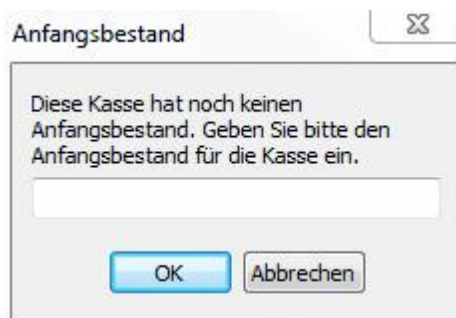 Anfangsbestand
Diese Kasse hat noch keinen
Anfangsbestand. Geben Sie bitte den
Anfangsbestand für die Kasse ein.
OK
Abbrechen